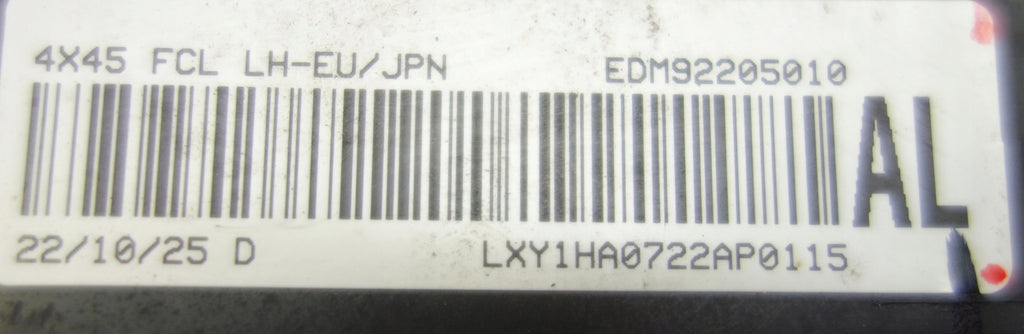 4X45 FCL LH-EU/JPN EDM92205010
AL
22/10/25 D LXY1HA0722AP0115